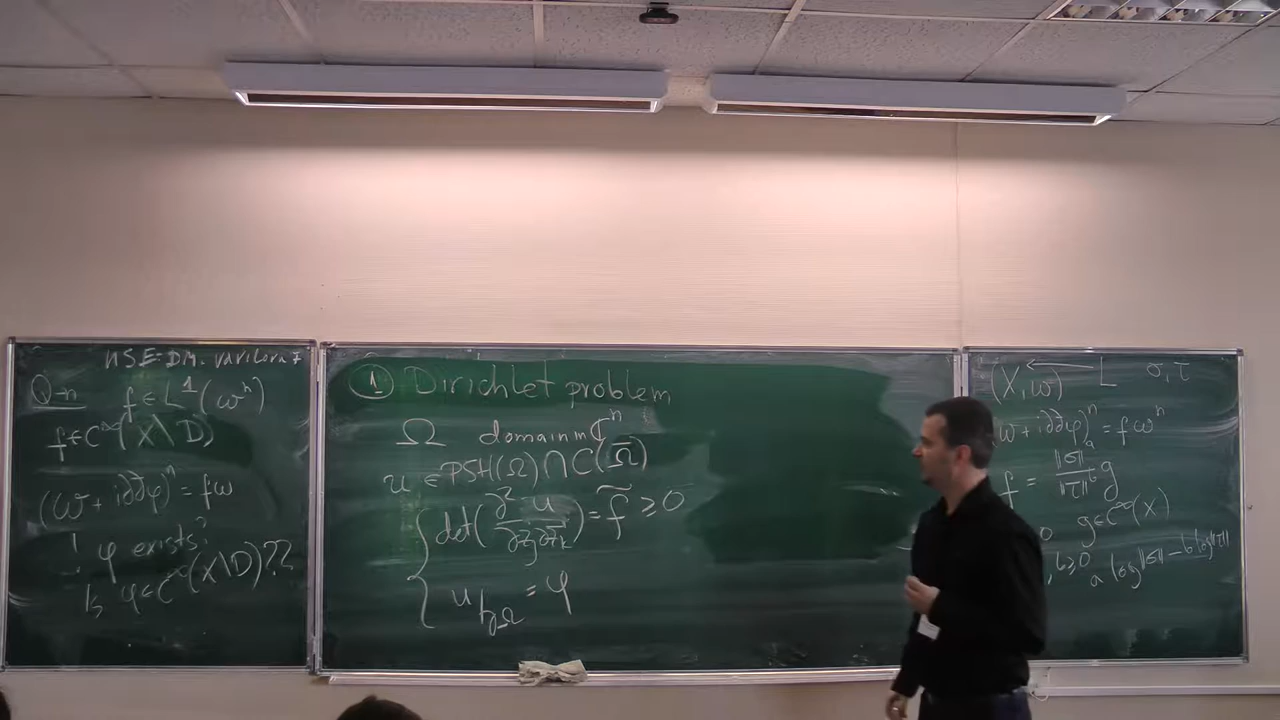 Q-n f ∈ L¹(ωⁿ)
f ∈ C^∞(X \ D)
(ω + i∂∂̄φ)ⁿ = fω
! φ exists?
Is φ ∈ C^∞(X\D)??
① Dirichlet problem
Ω domain in ℂⁿ
u ∈ PSH(Ω) ∩ C(Ω̄)
det(∂²u/∂z_j∂z̄_k) = f̃ ≥ 0
u|_∂Ω = φ
(X, ω) ← L σ, τ
ω + i∂∂̄φ)ⁿ = fωⁿ
f = ‖σ‖^a/‖τ‖^b g
g ∈ C^∞(X)
, b ≥ 0 a log‖σ‖ − b log‖τ‖